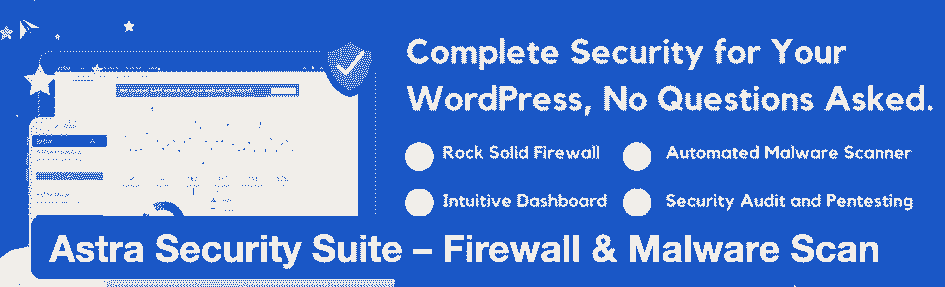 Complete Security for Your
WordPress, No Questions Asked.
Rock Solid Firewall
Automated Malware Scanner
Intuitive Dashboard
Security Audit and Pentesting
Astra Security Suite – Firewall & Malware Scan